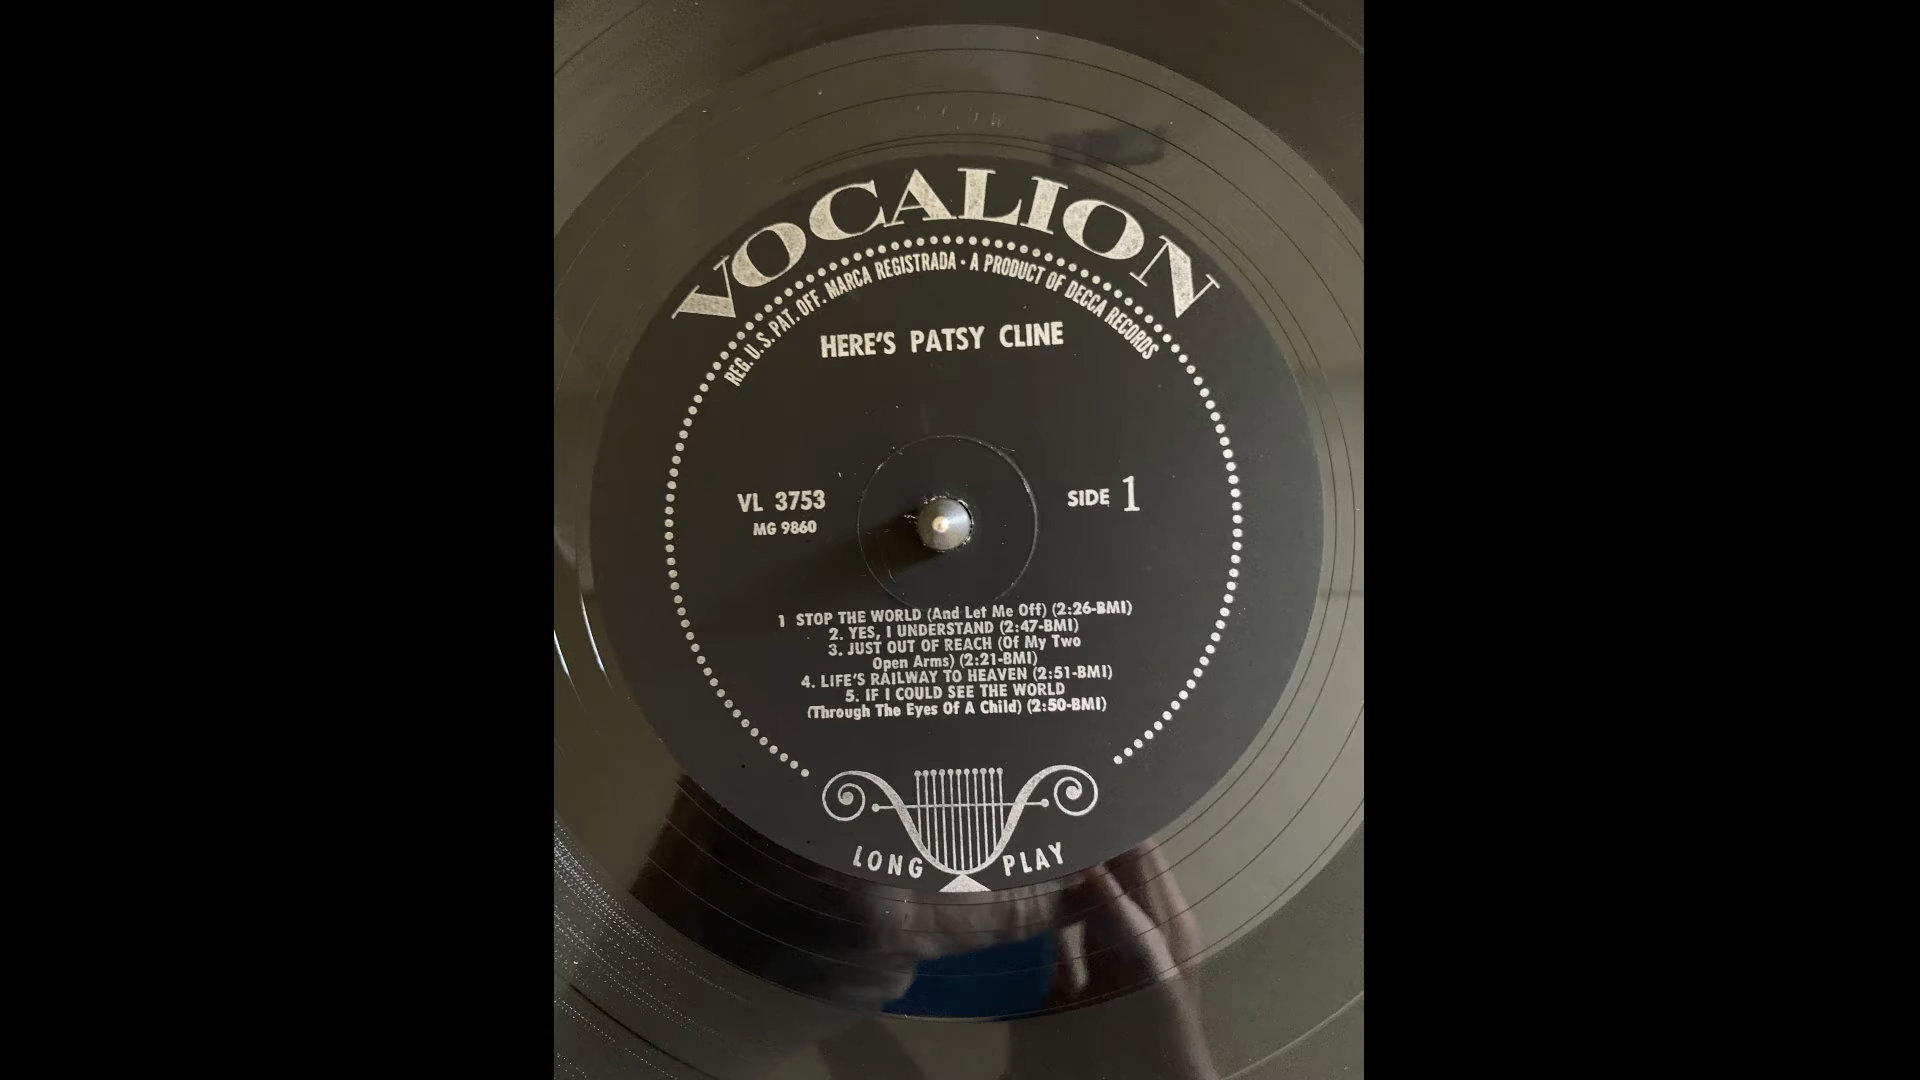 VOCALION
REG. U.S. PAT. OFF. MARCA REGISTRADA • A PRODUCT OF DECCA RECORDS
HERE'S PATSY CLINE
VL 3753
MG 9860
SIDE 1
1 STOP THE WORLD (And Let Me Off) (2:26-BMI)
2. YES, I UNDERSTAND (2:47-BMI)
3. JUST OUT OF REACH (Of My Two
Open Arms) (2:21-BMI)
4. LIFE'S RAILWAY TO HEAVEN (2:51-BMI)
5. IF I COULD SEE THE WORLD
(Through The Eyes Of A Child) (2:50-BMI)
LONG PLAY